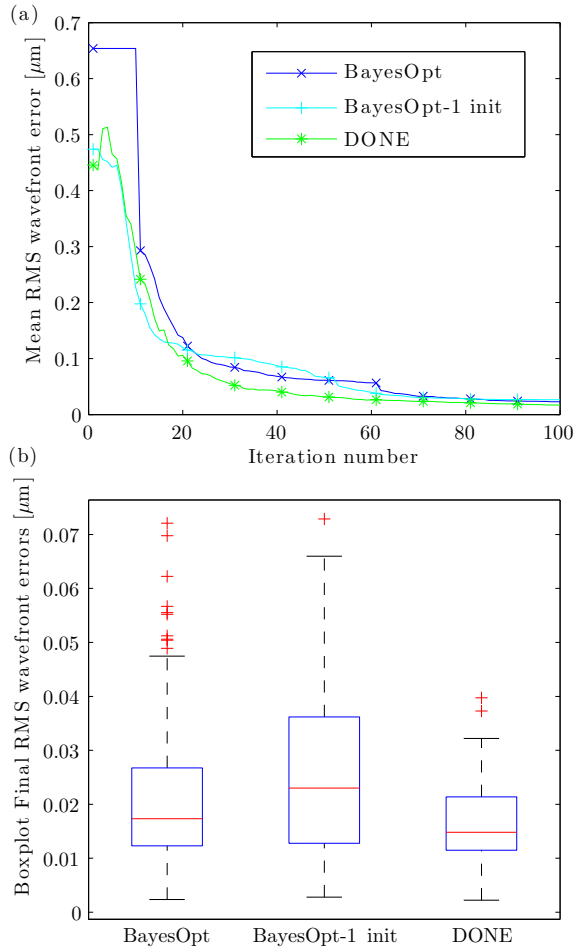 (a)
0.7
0.6
0.5
0.4
0.3
0.2
0.1
0
Mean RMS wavefront error [μm]
BayesOpt
BayesOpt-1 init
DONE
0 20 40 60 80 100
Iteration number
(b)
0.07
0.06
0.05
0.04
0.03
0.02
0.01
0
Boxplot Final RMS wavefront errors [μm]
BayesOpt BayesOpt-1 init DONE